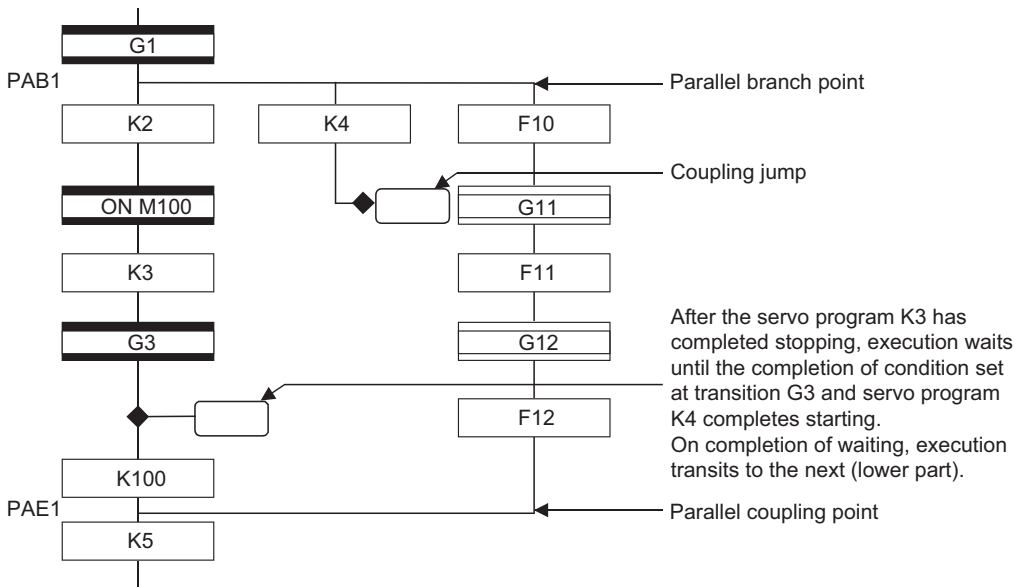 G1
PAB1
Parallel branch point
K2
K4
F10
Coupling jump
ON M100
G11
K3
F11
G3
G12
After the servo program K3 has
completed stopping, execution waits
until the completion of condition set
at transition G3 and servo program
K4 completes starting.
On completion of waiting, execution
transits to the next (lower part).
F12
K100
PAE1
Parallel coupling point
K5